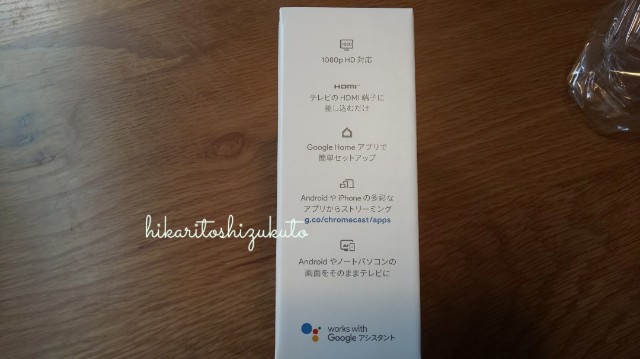 1080p HD 対応
HDMI™
テレビの HDMI 端子に
差し込むだけ
Google Home アプリで
簡単セットアップ
Android や iPhone の多彩な
アプリからストリーミング
g.co/chromecast/apps
hikaritoshizukuto
Android やノートパソコンの
画面をそのままテレビに
works with
Google アシスタント